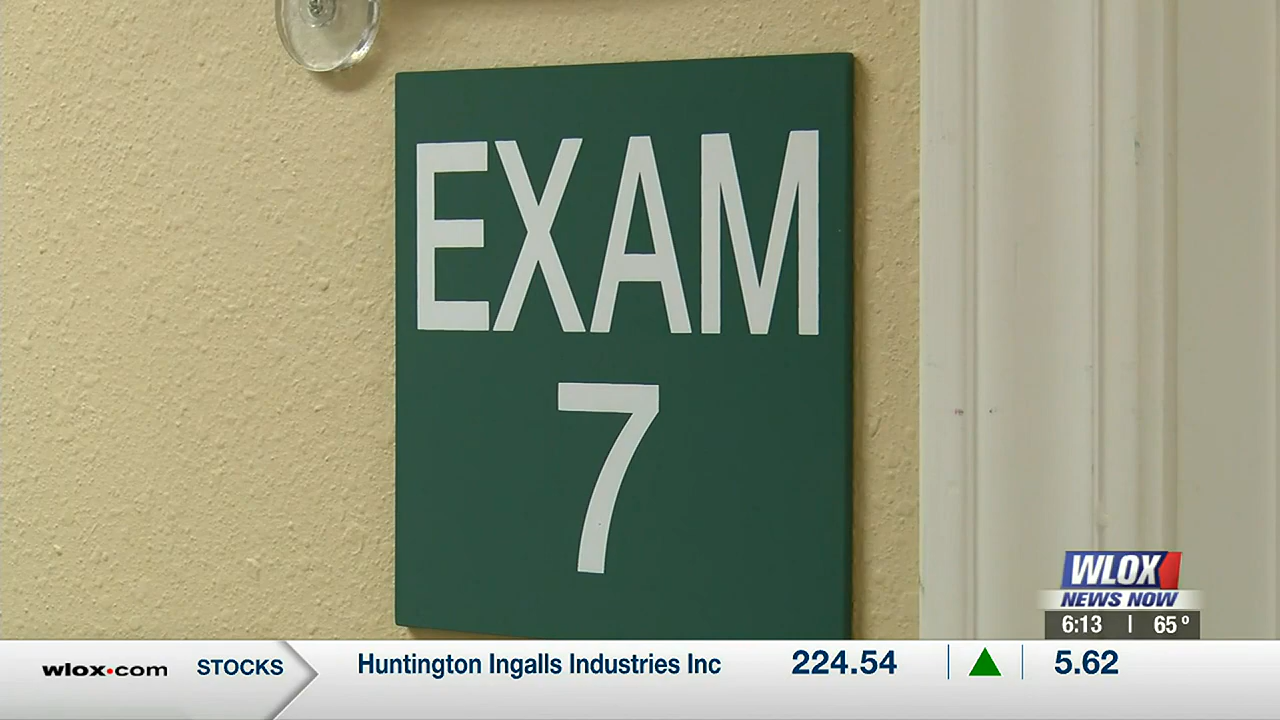 EXAM
7
WLOX
NEWS NOW
6:13 | 65°
wlox.com STOCKS Huntington Ingalls Industries Inc 224.54 ▲ 5.62